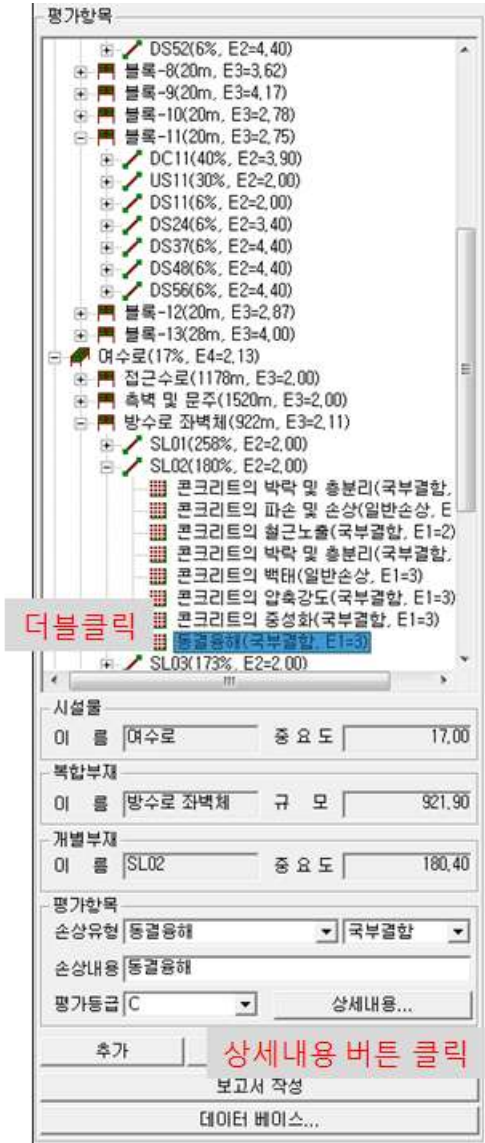 평가항목
DS52(6%, E2=4,40)
블록-8(20m, E3=3,62)
블록-9(20m, E3=4,17)
블록-10(20m, E3=2,78)
블록-11(20m, E3=2,75)
DC11(40%, E2=3,90)
US11(30%, E2=2,00)
DS11(6%, E2=2,00)
DS24(6%, E2=3,40)
DS37(6%, E2=4,40)
DS48(6%, E2=4,40)
DS56(6%, E2=4,40)
블록-12(20m, E3=2,87)
블록-13(28m, E3=4,00)
여수로(17%, E4=2,13)
접근수로(1178m, E3=2,00)
측벽 및 문주(1520m, E3=2,00)
방수로 좌벽체(922m, E3=2,11)
SL01(258%, E2=2,00)
SL02(180%, E2=2,00)
콘크리트의 박락 및 층분리(국부결함,
콘크리트의 파손 및 손상(일반손상, E
콘크리트의 철근노출(국부결함, E1=2)
콘크리트의 박락 및 층분리(국부결함,
콘크리트의 백태(일반손상, E1=3)
콘크리트의 압축강도(국부결함, E1=3)
더블클릭 콘크리트의 중성화(국부결함, E1=3)
동결융해(국부결함, E1=3)
SL03(173%, E2=2,00)
시설물
이 름 여수로 중 요 도 17,00
복합부재
이 름 방수로 좌벽체 규 모 921,90
개별부재
이 름 SL02 중 요 도 180,40
평가항목
손상유형 동결융해 국부결함
손상내용 동결융해
평가등급 C 상세내용...
추가 상세내용 버튼 클릭
보고서 작성
데이터 베이스...